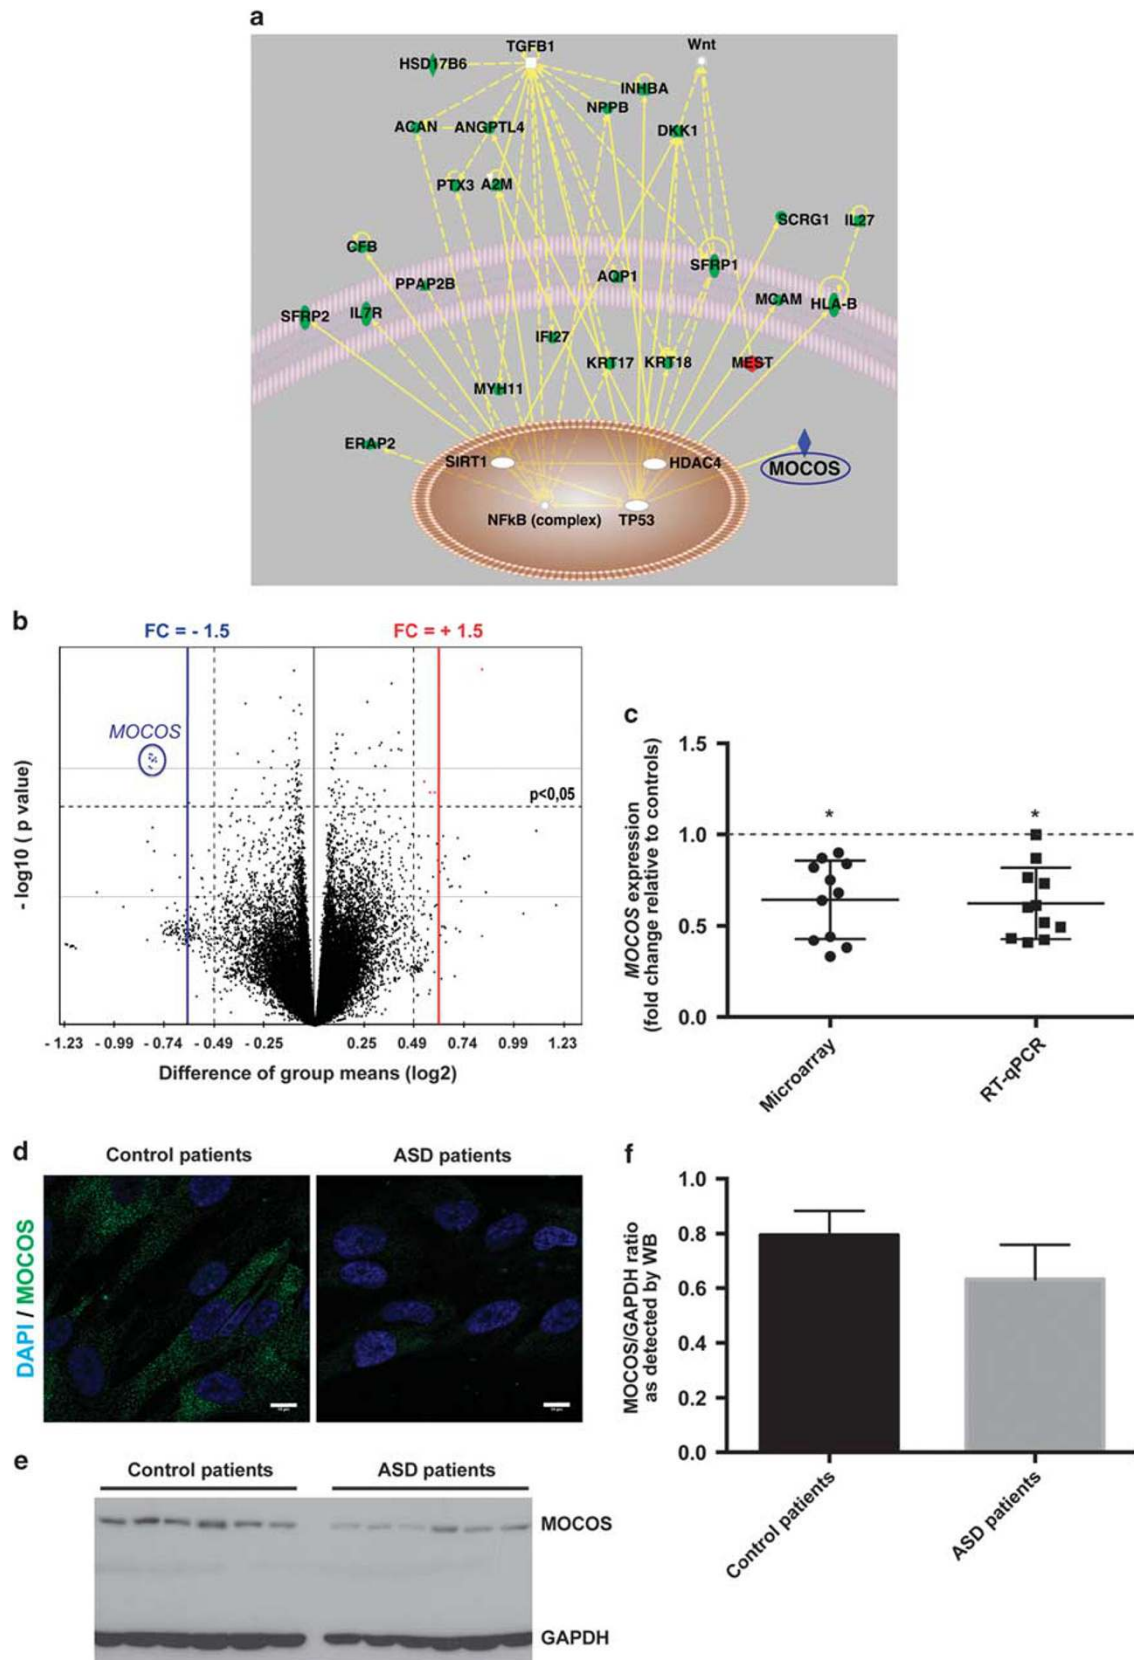 a
TGFB1
Wnt
HSD17B6
INHBA
NPPB
ACAN
ANGPTL4
DKK1
PTX3
A2M
SCRG1
IL27
CFB
SFRP1
PPAP2B
AQP1
MCAM
HLA-B
SFRP2
IL7R
IFI27
KRT17
KRT18
MEST
MYH11
ERAP2
SIRT1
HDAC4
MOCOS
NFkB (complex)
TP53
b
FC = - 1.5
FC = + 1.5
MOCOS
p<0,05
- log10 ( p value)
- 1.23 - 0.99 - 0.74 - 0.49 - 0.25 0.25 0.49 0.74 0.99 1.23
Difference of group means (log2)
c
MOCOS expression
(fold change relative to controls)
1.5
1.0
0.5
0.0
*
*
Microarray
RT-qPCR
d
Control patients
ASD patients
DAPI / MOCOS
e
Control patients
ASD patients
MOCOS
GAPDH
f
MOCOS/GAPDH ratio
as detected by WB
1.0
0.8
0.6
0.4
0.2
0.0
Control patients
ASD patients